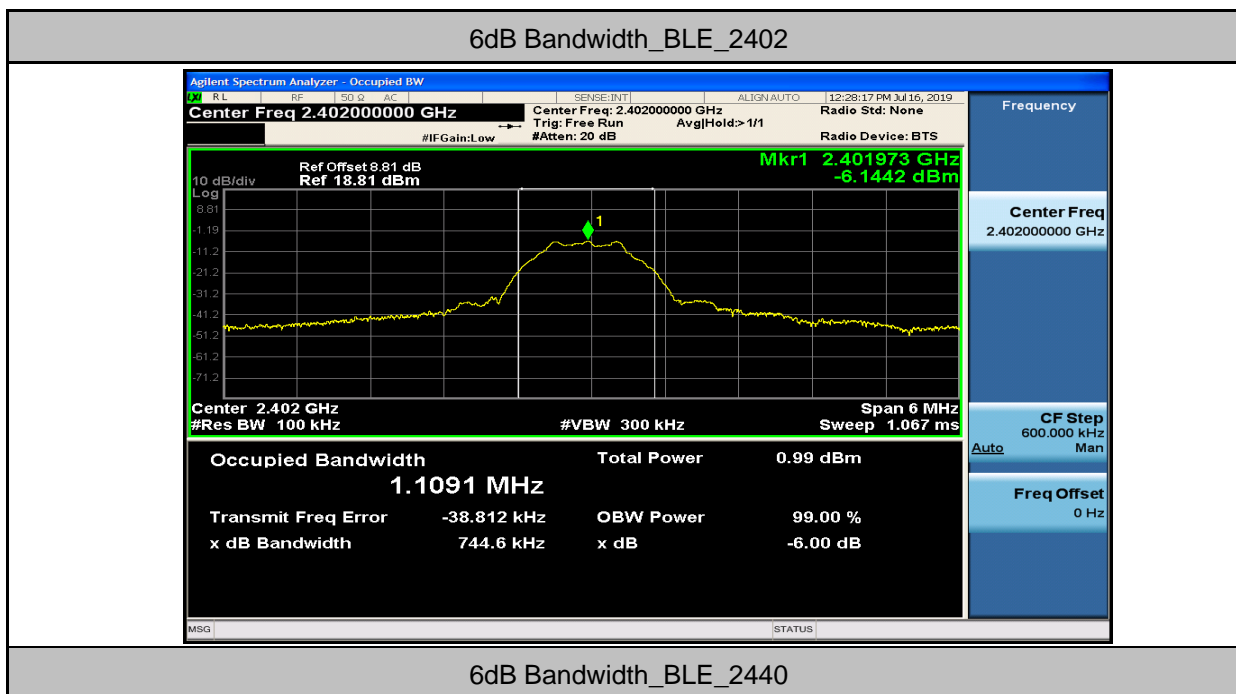 6dB Bandwidth_BLE_2402
Agilent Spectrum Analyzer - Occupied BW
LXI RL RF 50 Ω AC SENSE:INT ALIGN AUTO 12:28:17 PM Jul 16, 2019
Center Freq 2.402000000 GHz
Center Freq: 2.402000000 GHz
Radio Std: None
Trig: Free Run Avg|Hold:>1/1
#IFGain:Low
#Atten: 20 dB
Radio Device: BTS
Frequency
Mkr1 2.401973 GHz
-6.1442 dBm
Ref Offset 8.81 dB
10 dB/div Ref 18.81 dBm
Log
8.81
-1.19
-11.2
-21.2
-31.2
-41.2
-51.2
-61.2
-71.2
1
Center 2.402 GHz Span 6 MHz
#Res BW 100 kHz #VBW 300 kHz Sweep 1.067 ms
Occupied Bandwidth Total Power 0.99 dBm
1.1091 MHz
Transmit Freq Error -38.812 kHz OBW Power 99.00 %
x dB Bandwidth 744.6 kHz x dB -6.00 dB
Center Freq
2.402000000 GHz
CF Step
600.000 kHz
Auto Man
Freq Offset
0 Hz
MSG STATUS
6dB Bandwidth_BLE_2440